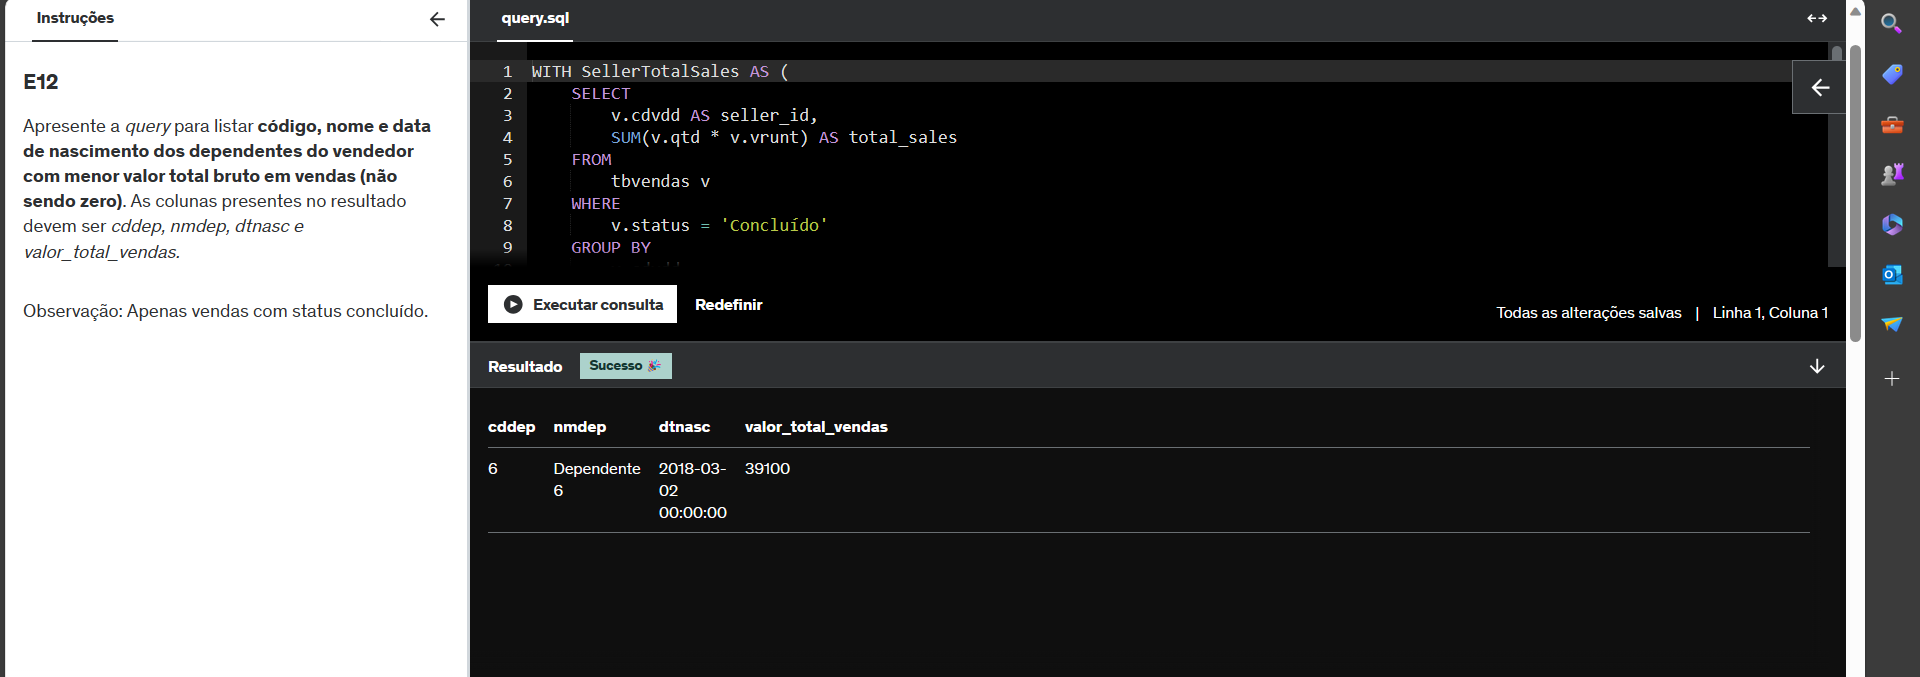 Instruções
E12
Apresente a query para listar código, nome e data
de nascimento dos dependentes do vendedor
com menor valor total bruto em vendas (não
sendo zero). As colunas presentes no resultado
devem ser cddep, nmdep, dtnasc e
valor_total_vendas.
Observação: Apenas vendas com status concluído.
query.sql
1 WITH SellerTotalSales AS (
2 SELECT
3 v.cdvdd AS seller_id,
4 SUM(v.qtd * v.vrunt) AS total_sales
5 FROM
6 tbvendas v
7 WHERE
8 v.status = 'Concluído'
9 GROUP BY
Executar consulta Redefinir
Todas as alterações salvas | Linha 1, Coluna 1
Resultado Sucesso 🎉
cddep nmdep dtnasc valor_total_vendas
6 Dependente 2018-03- 39100
6 02
00:00:00